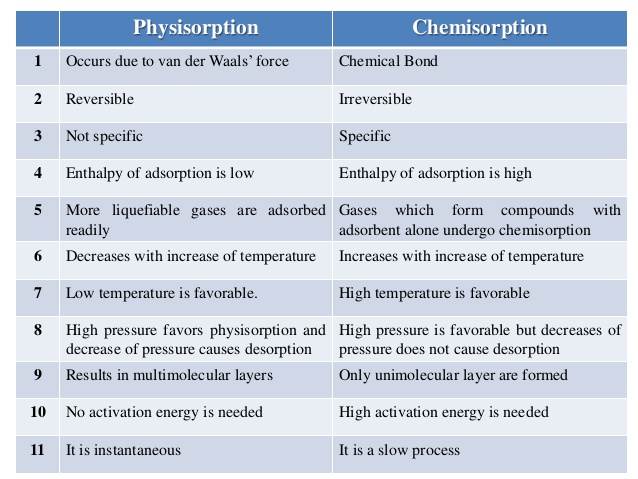 Physisorption Chemisorption
1 Occurs due to van der Waals' force Chemical Bond
2 Reversible Irreversible
3 Not specific Specific
4 Enthalpy of adsorption is low Enthalpy of adsorption is high
5 More liquefiable gases are adsorbed Gases which form compounds with
readily adsorbent alone undergo chemisorption
6 Decreases with increase of temperature Increases with increase of temperature
7 Low temperature is favorable. High temperature is favorable
8 High pressure favors physisorption and High pressure is favorable but decreases of
decrease of pressure causes desorption pressure does not cause desorption
9 Results in multimolecular layers Only unimolecular layer are formed
10 No activation energy is needed High activation energy is needed
11 It is instantaneous It is a slow process